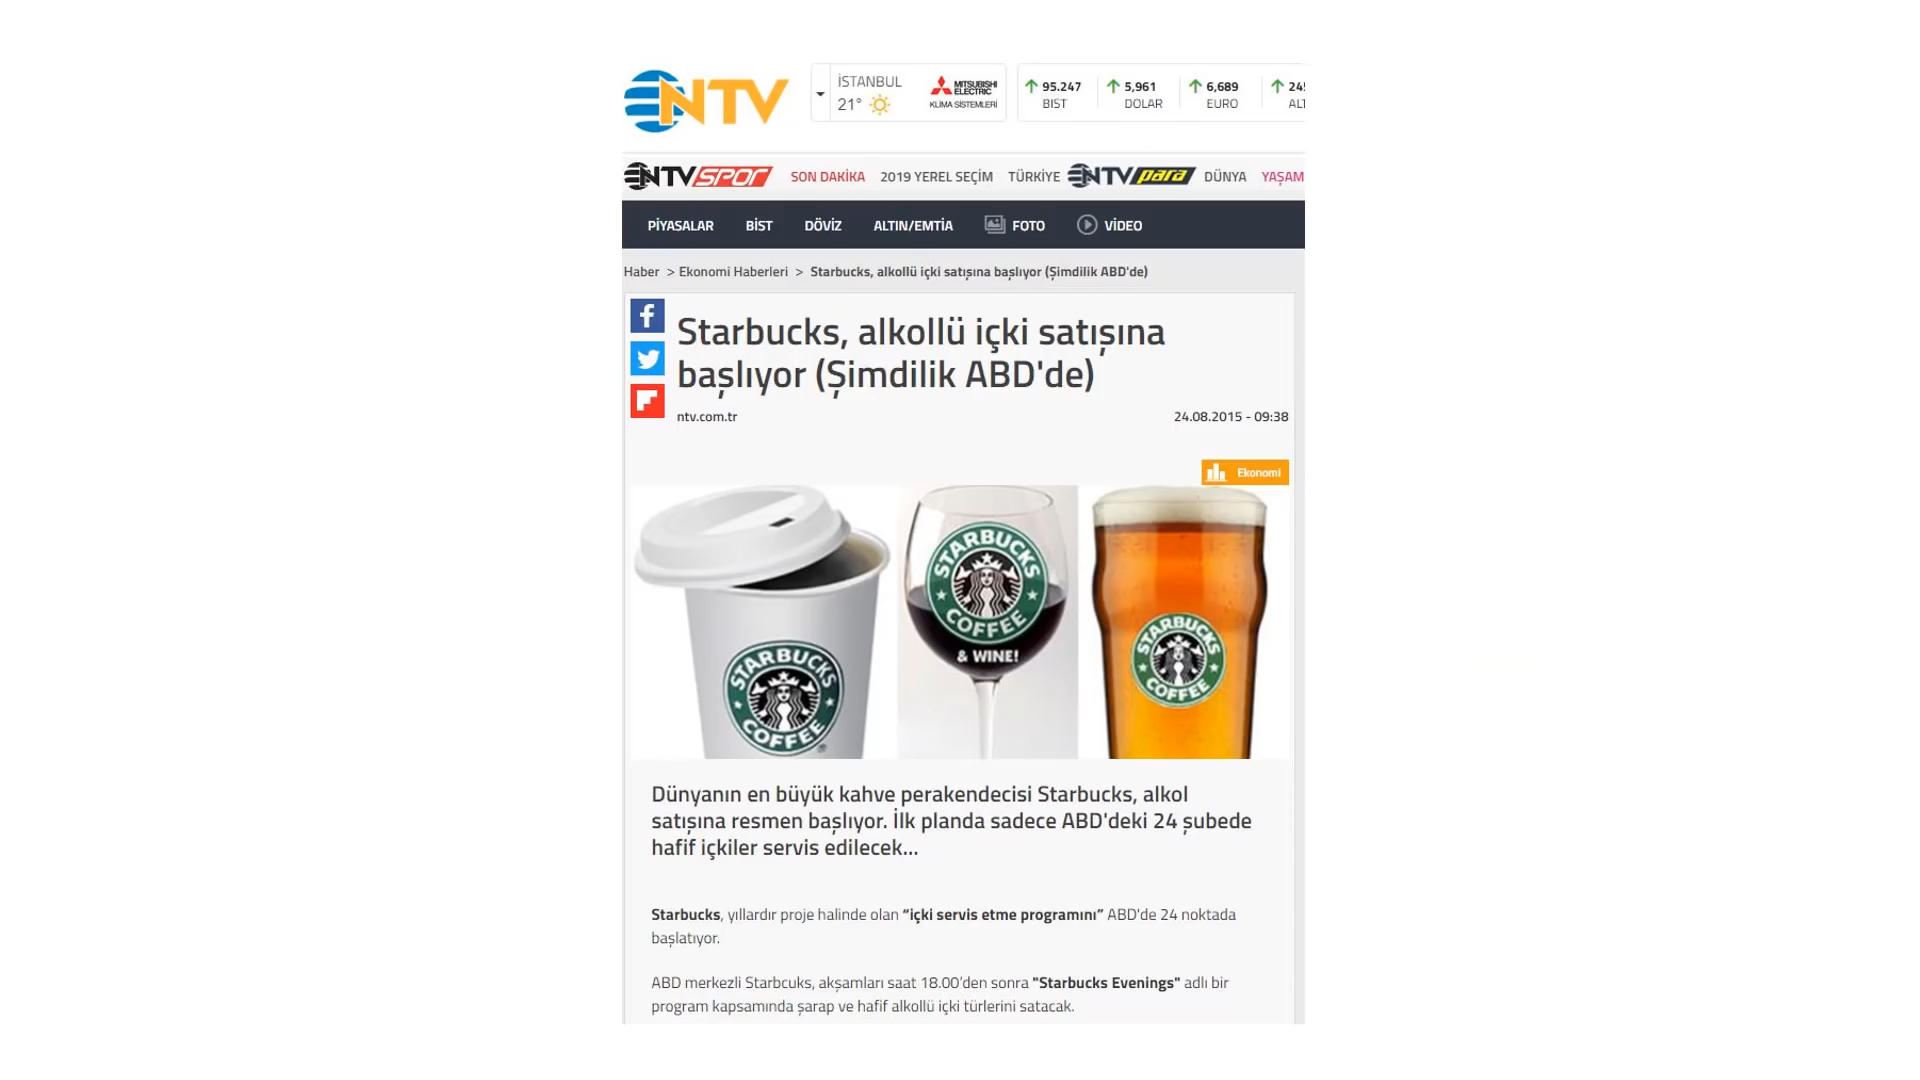 NTV
İSTANBUL
21°
MITSUBISHI
ELECTRIC
KLİMA SİSTEMLERİ
95.247
BIST
5,961
DOLAR
6,689
EURO
NTVSPOR SON DAKİKA 2019 YEREL SEÇİM TÜRKİYE NTVpara DÜNYA YAŞAM
PİYASALAR BİST DÖVİZ ALTIN/EMTİA FOTO VİDEO
Haber > Ekonomi Haberleri > Starbucks, alkollü içki satışına başlıyor (Şimdilik ABD'de)
Starbucks, alkollü içki satışına
başlıyor (Şimdilik ABD'de)
ntv.com.tr 24.08.2015 - 09:38
Ekonomi
STARBUCKS
COFFEE
STARBUCKS
COFFEE
& WINE!
STARBUCKS
COFFEE
Dünyanın en büyük kahve perakendecisi Starbucks, alkol
satışına resmen başlıyor. İlk planda sadece ABD'deki 24 şubede
hafif içkiler servis edilecek...
Starbucks, yıllardır proje halinde olan “içki servis etme programını” ABD'de 24 noktada
başlatıyor.
ABD merkezli Starbcuks, akşamları saat 18.00’den sonra "Starbucks Evenings" adlı bir
program kapsamında şarap ve hafif alkollü içki türlerini satacak.